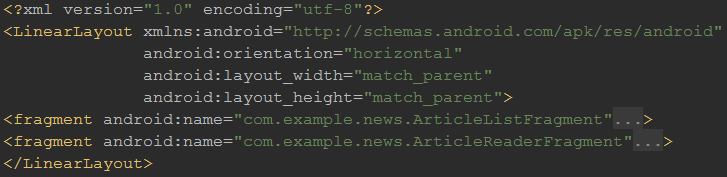 <?xml version="1.0" encoding="utf-8"?>
<LinearLayout xmlns:android="http://schemas.android.com/apk/res/android"
android:orientation="horizontal"
android:layout_width="match_parent"
android:layout_height="match_parent">
<fragment android:name="com.example.news.ArticleListFragment"...>
<fragment android:name="com.example.news.ArticleReaderFragment"...>
</LinearLayout>